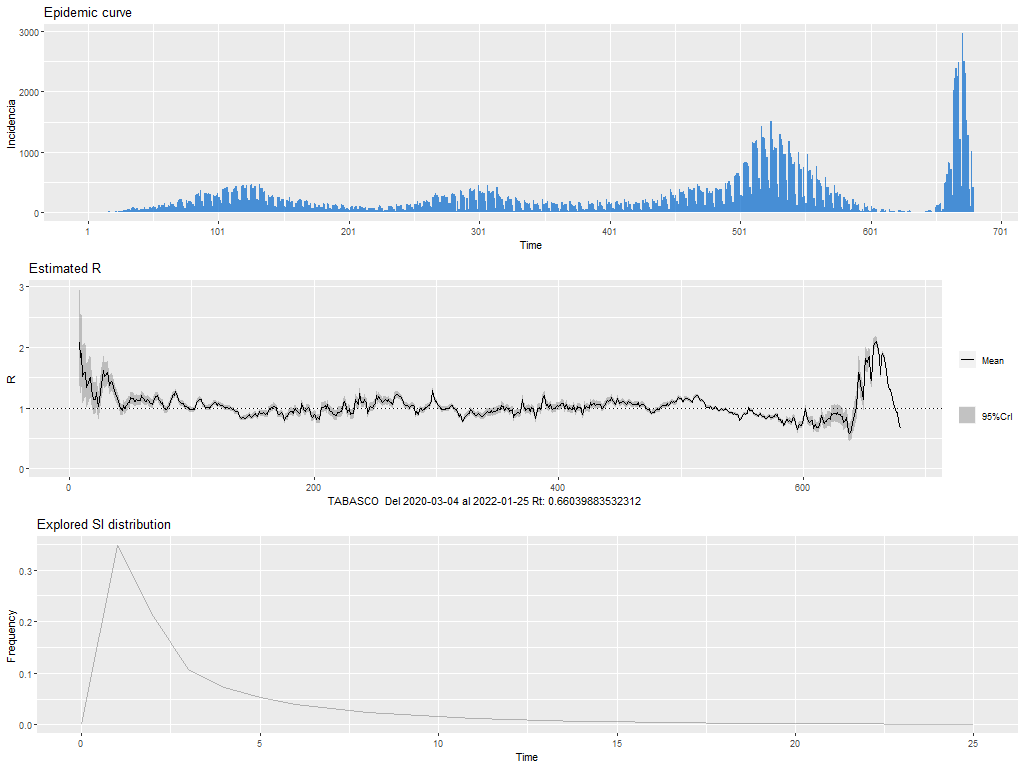 Epidemic curve
3000
2000
1000
0
Incidencia
1 101 201 301 401 501 601 701
Time
Estimated R
3
2
1
0
R
Mean
95%CrI
0 200 400 600
TABASCO Del 2020-03-04 al 2022-01-25 Rt: 0.66039883532312
Explored SI distribution
0.3
0.2
0.1
0.0
Frequency
0 5 10 15 20 25
Time